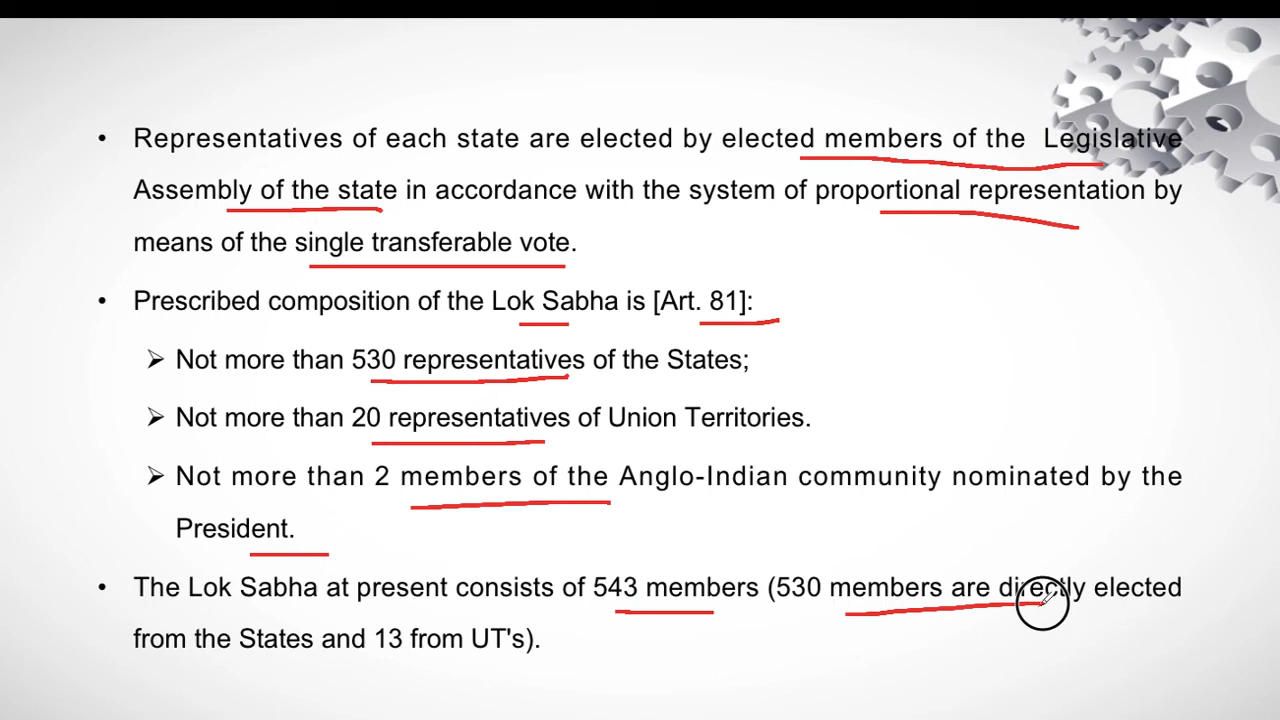 • Representatives of each state are elected by elected members of the Legislative
Assembly of the state in accordance with the system of proportional representation by
means of the single transferable vote.
• Prescribed composition of the Lok Sabha is [Art. 81]:
➢ Not more than 530 representatives of the States;
➢ Not more than 20 representatives of Union Territories.
➢ Not more than 2 members of the Anglo-Indian community nominated by the
President.
• The Lok Sabha at present consists of 543 members (530 members are directly elected
from the States and 13 from UT's).